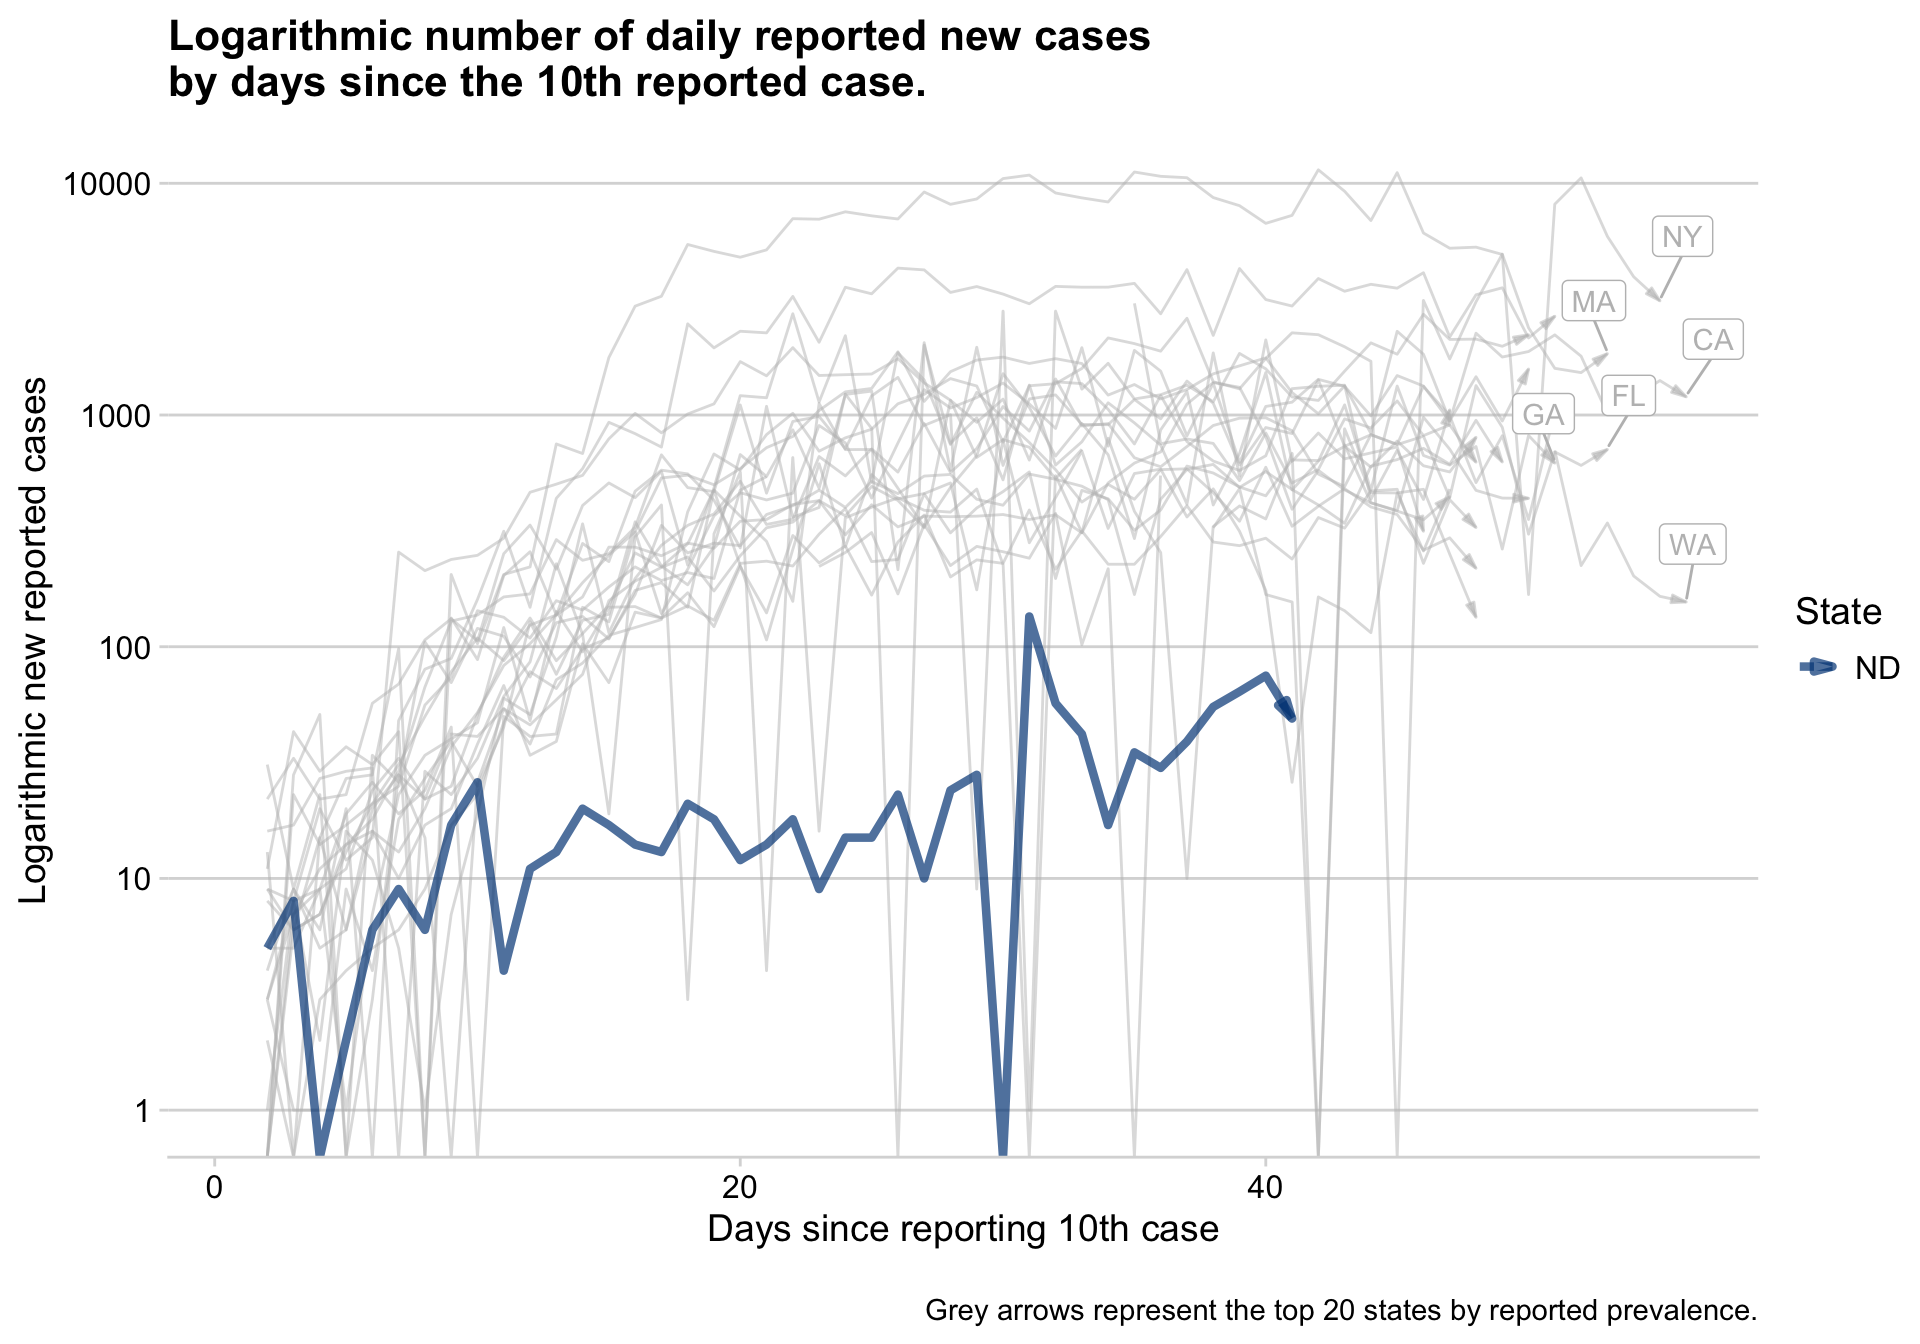 Logarithmic number of daily reported new cases
by days since the 10th reported case.
Logarithmic new reported cases
10000
1000
100
10
1
NY
MA
CA
FL
GA
WA
State
ND
0
20
40
Days since reporting 10th case
Grey arrows represent the top 20 states by reported prevalence.